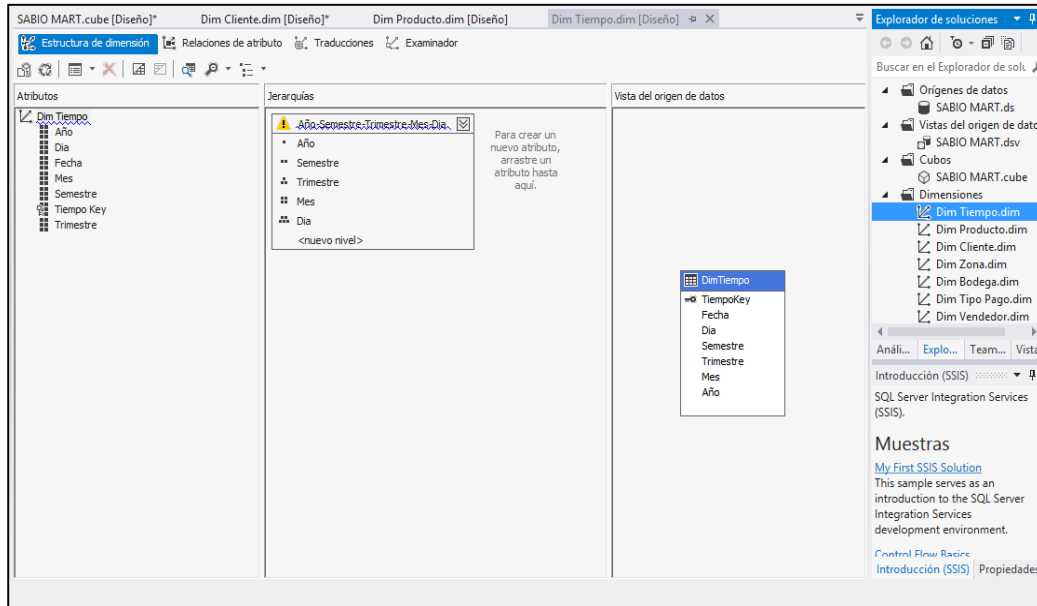 SABIO MART.cube [Diseño]* Dim Cliente.dim [Diseño]* Dim Producto.dim [Diseño] Dim Tiempo.dim [Diseño]
Estructura de dimensión Relaciones de atributo Traducciones Examinador
Atributos
Dim Tiempo
Año
Dia
Fecha
Mes
Semestre
Tiempo Key
Trimestre
Jerarquías
Año-Semestre-Trimestre-Mes-Dia
Año
Semestre
Trimestre
Mes
Dia
<nuevo nivel>
Para crear un
nuevo atributo,
arrastre un
atributo hasta
aquí.
Vista del origen de datos
DimTiempo
TiempoKey
Fecha
Dia
Semestre
Trimestre
Mes
Año
Explorador de soluciones
Buscar en el Explorador de solu
Orígenes de datos
SABIO MART.ds
Vistas del origen de dato
SABIO MART.dsv
Cubos
SABIO MART.cube
Dimensiones
Dim Tiempo.dim
Dim Producto.dim
Dim Cliente.dim
Dim Zona.dim
Dim Bodega.dim
Dim Tipo Pago.dim
Dim Vendedor.dim
Análi... Explo... Team... Vista
Introducción (SSIS)
SQL Server Integration Services
(SSIS).
Muestras
My First SSIS Solution
This sample serves as an
introduction to the SQL Server
Integration Services
development environment.
Control Flow Basics
Introducción (SSIS) Propiedades